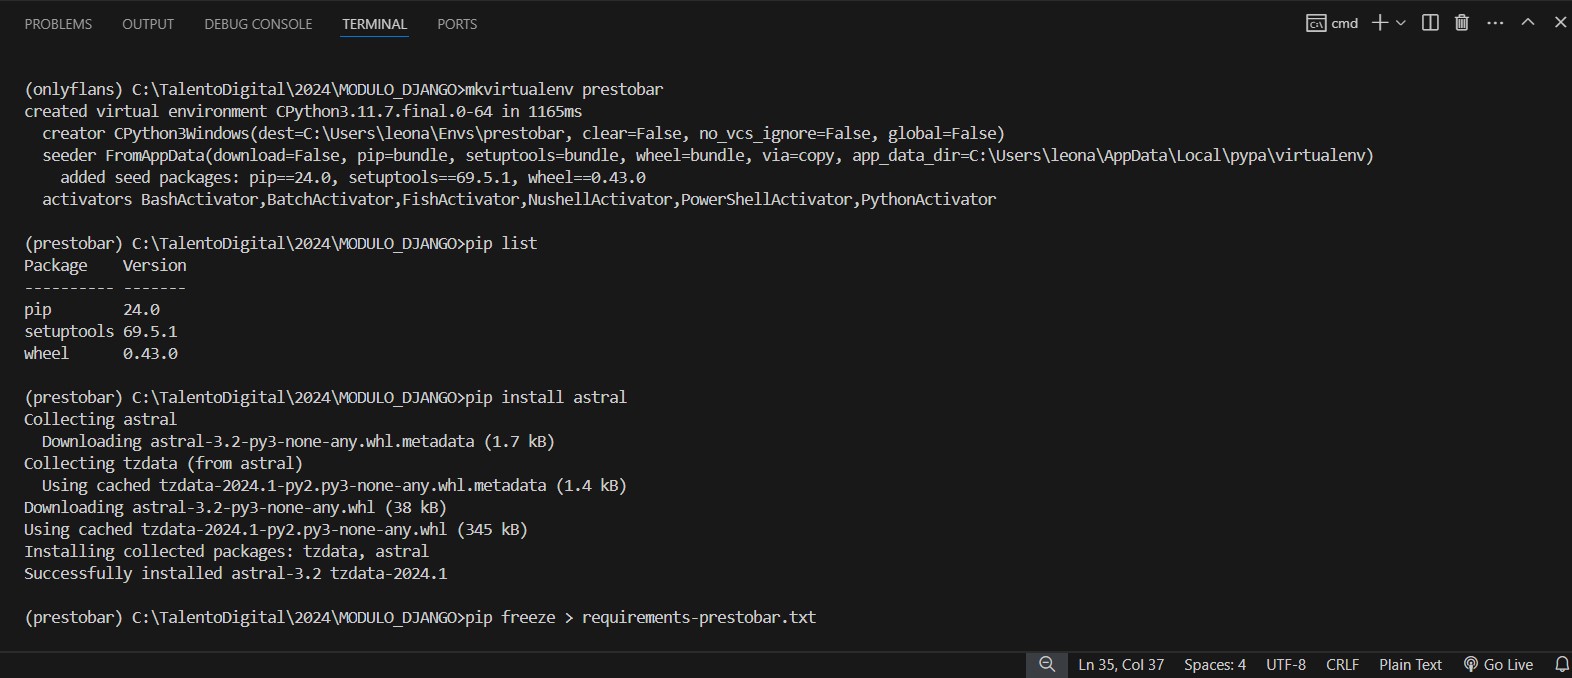 PROBLEMS OUTPUT DEBUG CONSOLE TERMINAL PORTS cmd
(onlyflans) C:\TalentoDigital\2024\MODULO_DJANGO>mkvirtualenv prestobar
created virtual environment CPython3.11.7.final.0-64 in 1165ms
  creator CPython3Windows(dest=C:\Users\leona\Envs\prestobar, clear=False, no_vcs_ignore=False, global=False)
  seeder FromAppData(download=False, pip=bundle, setuptools=bundle, wheel=bundle, via=copy, app_data_dir=C:\Users\leona\AppData\Local\pypa\virtualenv)
    added seed packages: pip==24.0, setuptools==69.5.1, wheel==0.43.0
  activators BashActivator,BatchActivator,FishActivator,NushellActivator,PowerShellActivator,PythonActivator
(prestobar) C:\TalentoDigital\2024\MODULO_DJANGO>pip list
Package    Version
---------- -------
pip        24.0
setuptools 69.5.1
wheel      0.43.0
(prestobar) C:\TalentoDigital\2024\MODULO_DJANGO>pip install astral
Collecting astral
  Downloading astral-3.2-py3-none-any.whl.metadata (1.7 kB)
Collecting tzdata (from astral)
  Using cached tzdata-2024.1-py2.py3-none-any.whl.metadata (1.4 kB)
Downloading astral-3.2-py3-none-any.whl (38 kB)
Using cached tzdata-2024.1-py2.py3-none-any.whl (345 kB)
Installing collected packages: tzdata, astral
Successfully installed astral-3.2 tzdata-2024.1
(prestobar) C:\TalentoDigital\2024\MODULO_DJANGO>pip freeze > requirements-prestobar.txt
Ln 35, Col 37 Spaces: 4 UTF-8 CRLF Plain Text Go Live